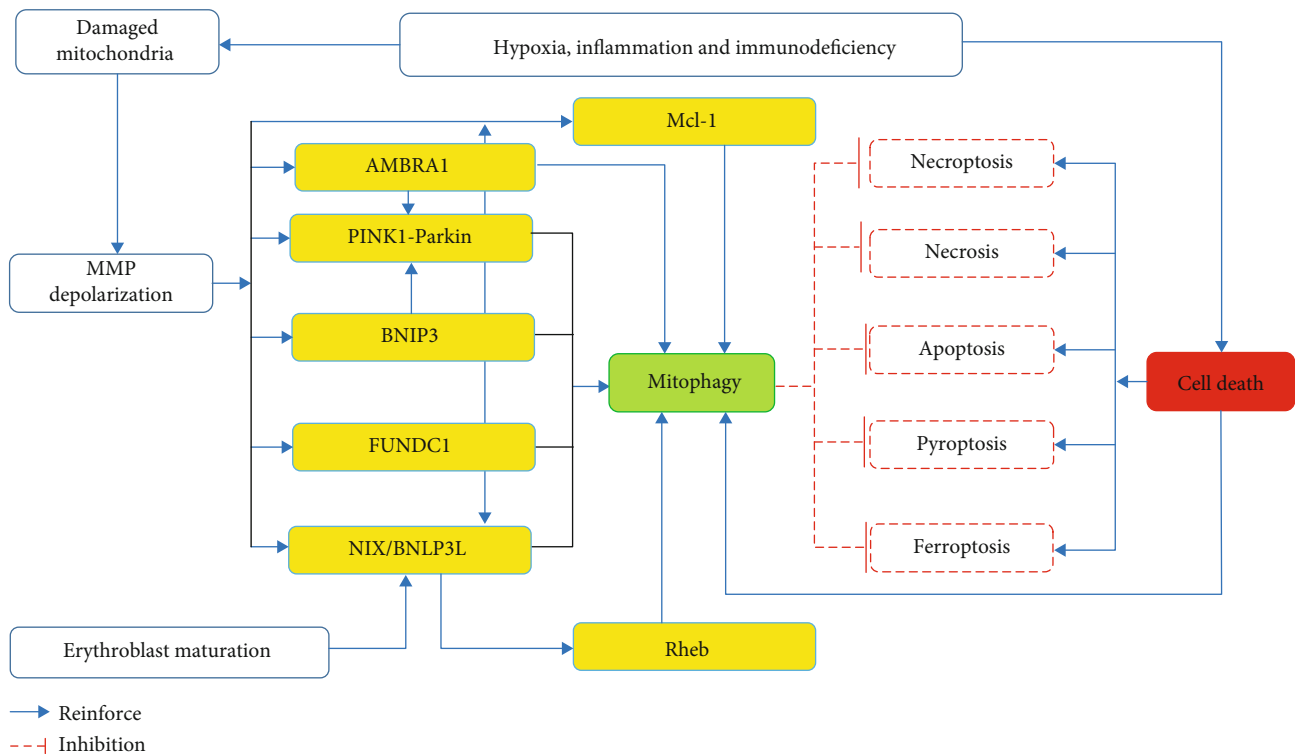 Damaged
mitochondria
Hypoxia, inflammation and immunodeficiency
Mcl-1
AMBRA1
Necroptosis
PINK1-Parkin
Necrosis
MMP
depolarization
BNIP3
Apoptosis
Mitophagy
Cell death
FUNDC1
Pyroptosis
NIX/BNLP3L
Ferroptosis
Erythroblast maturation
Rheb
Reinforce
Inhibition